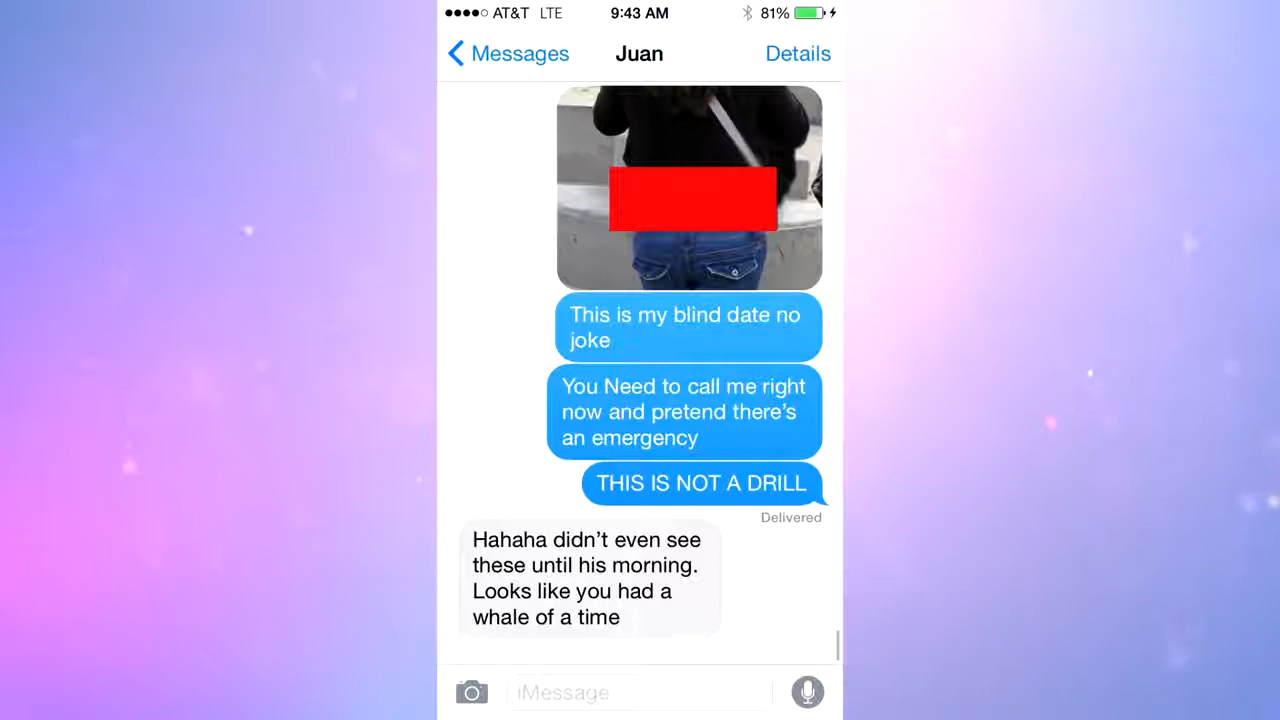 AT&T LTE 9:43 AM 81%
Messages Juan Details
This is my blind date no
joke
You Need to call me right
now and pretend there's
an emergency
THIS IS NOT A DRILL
Delivered
Hahaha didn't even see
these until his morning.
Looks like you had a
whale of a time
iMessage